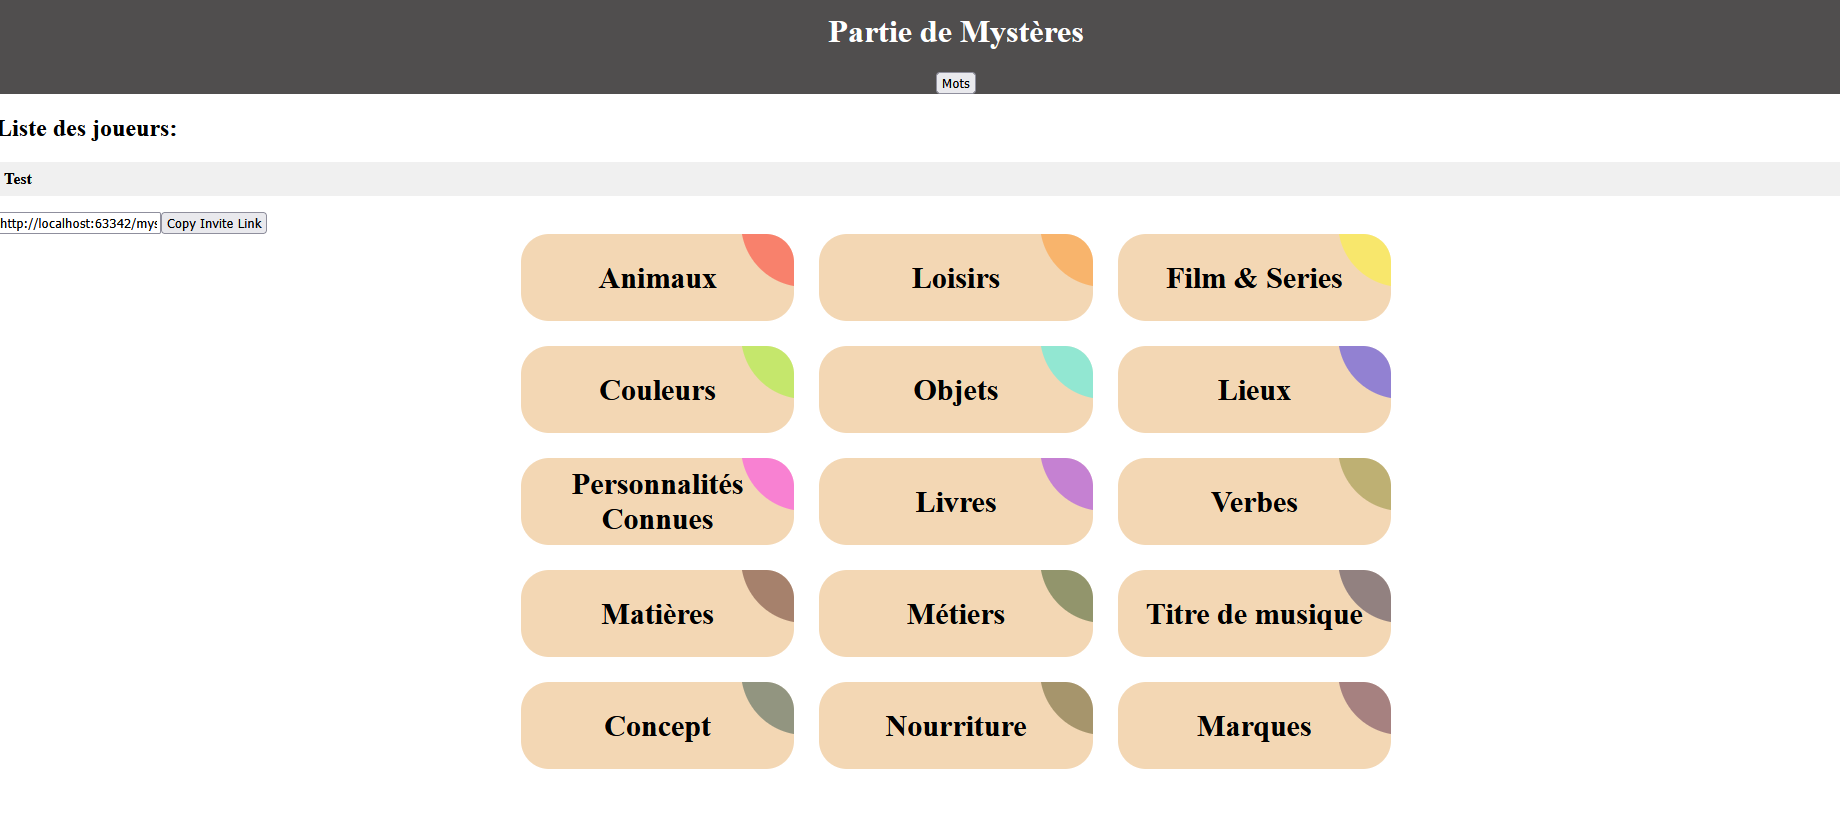 Partie de Mystères
Mots
Liste des joueurs:
Test
http://localhost:63342/mys
Copy Invite Link
Animaux
Loisirs
Film & Series
Couleurs
Objets
Lieux
Personnalités
Connues
Livres
Verbes
Matières
Métiers
Titre de musique
Concept
Nourriture
Marques